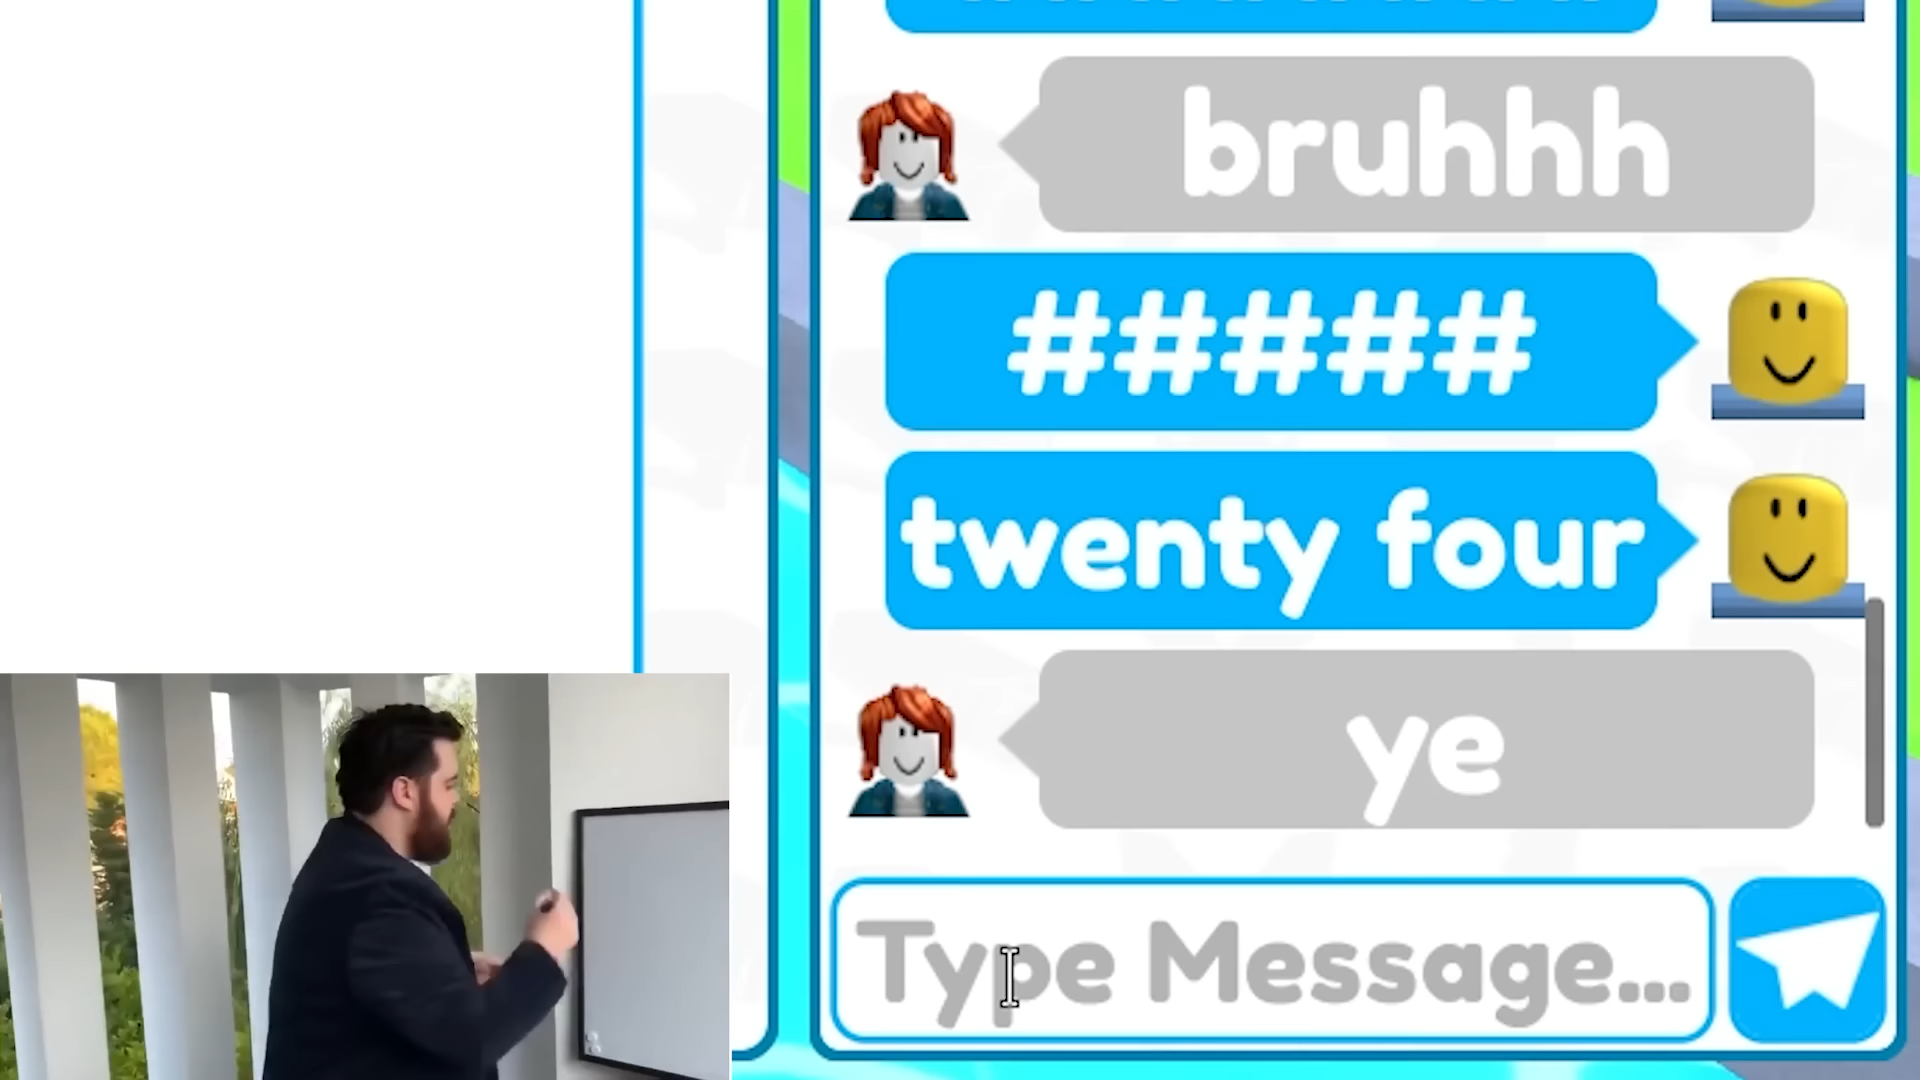 bruhhh
#####
twenty four
ye
Type Message...